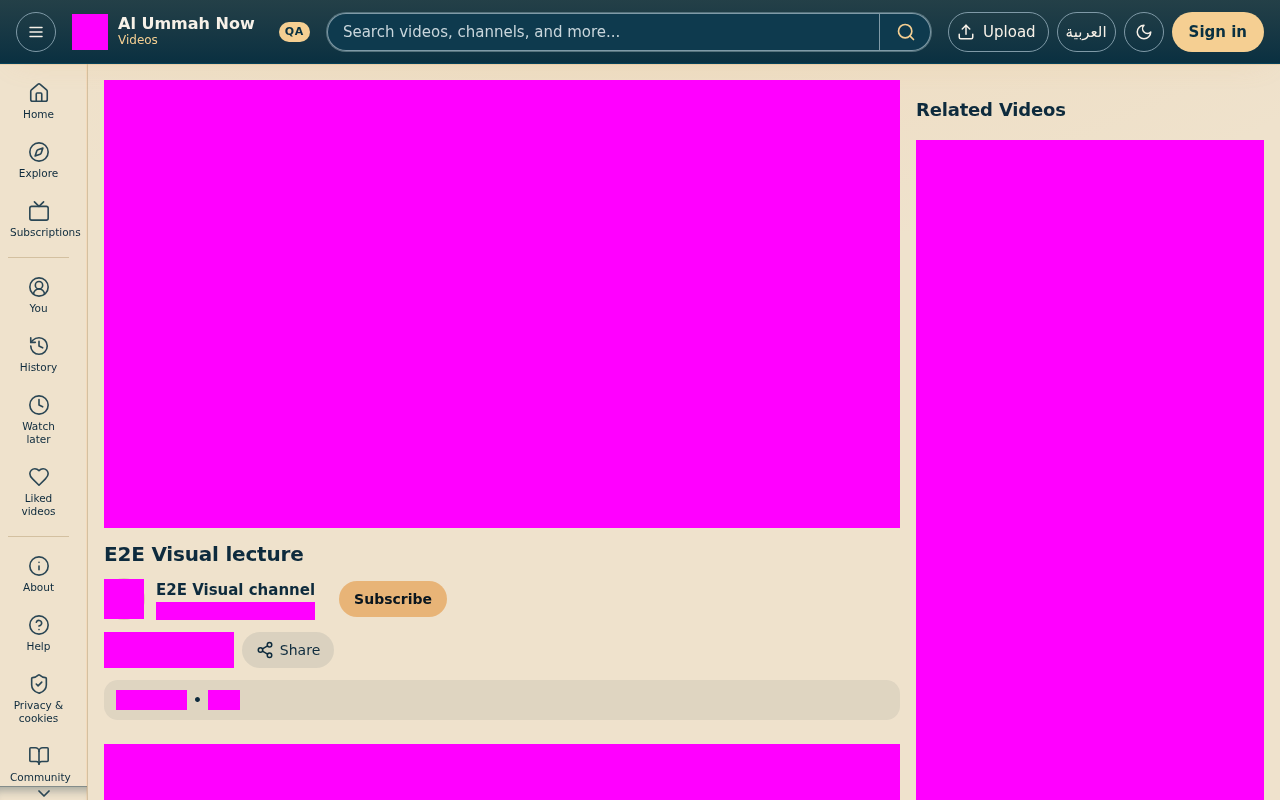 Al Ummah Now
Videos
QA
Search videos, channels, and more...
Upload
العربية
Sign in
Home
Explore
Subscriptions
You
History
Watch later
Liked videos
About
Help
Privacy & cookies
Community
E2E Visual lecture
E2E Visual channel
Subscribe
Share
•
Related Videos